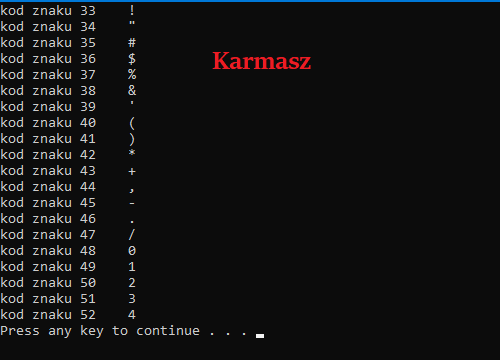 kod znaku 33    !
kod znaku 34    "
kod znaku 35    #
kod znaku 36    $
Karmasz
kod znaku 37    %
kod znaku 38    &
kod znaku 39    '
kod znaku 40    (
kod znaku 41    )
kod znaku 42    *
kod znaku 43    +
kod znaku 44    ,
kod znaku 45    -
kod znaku 46    .
kod znaku 47    /
kod znaku 48    0
kod znaku 49    1
kod znaku 50    2
kod znaku 51    3
kod znaku 52    4
Press any key to continue . . .